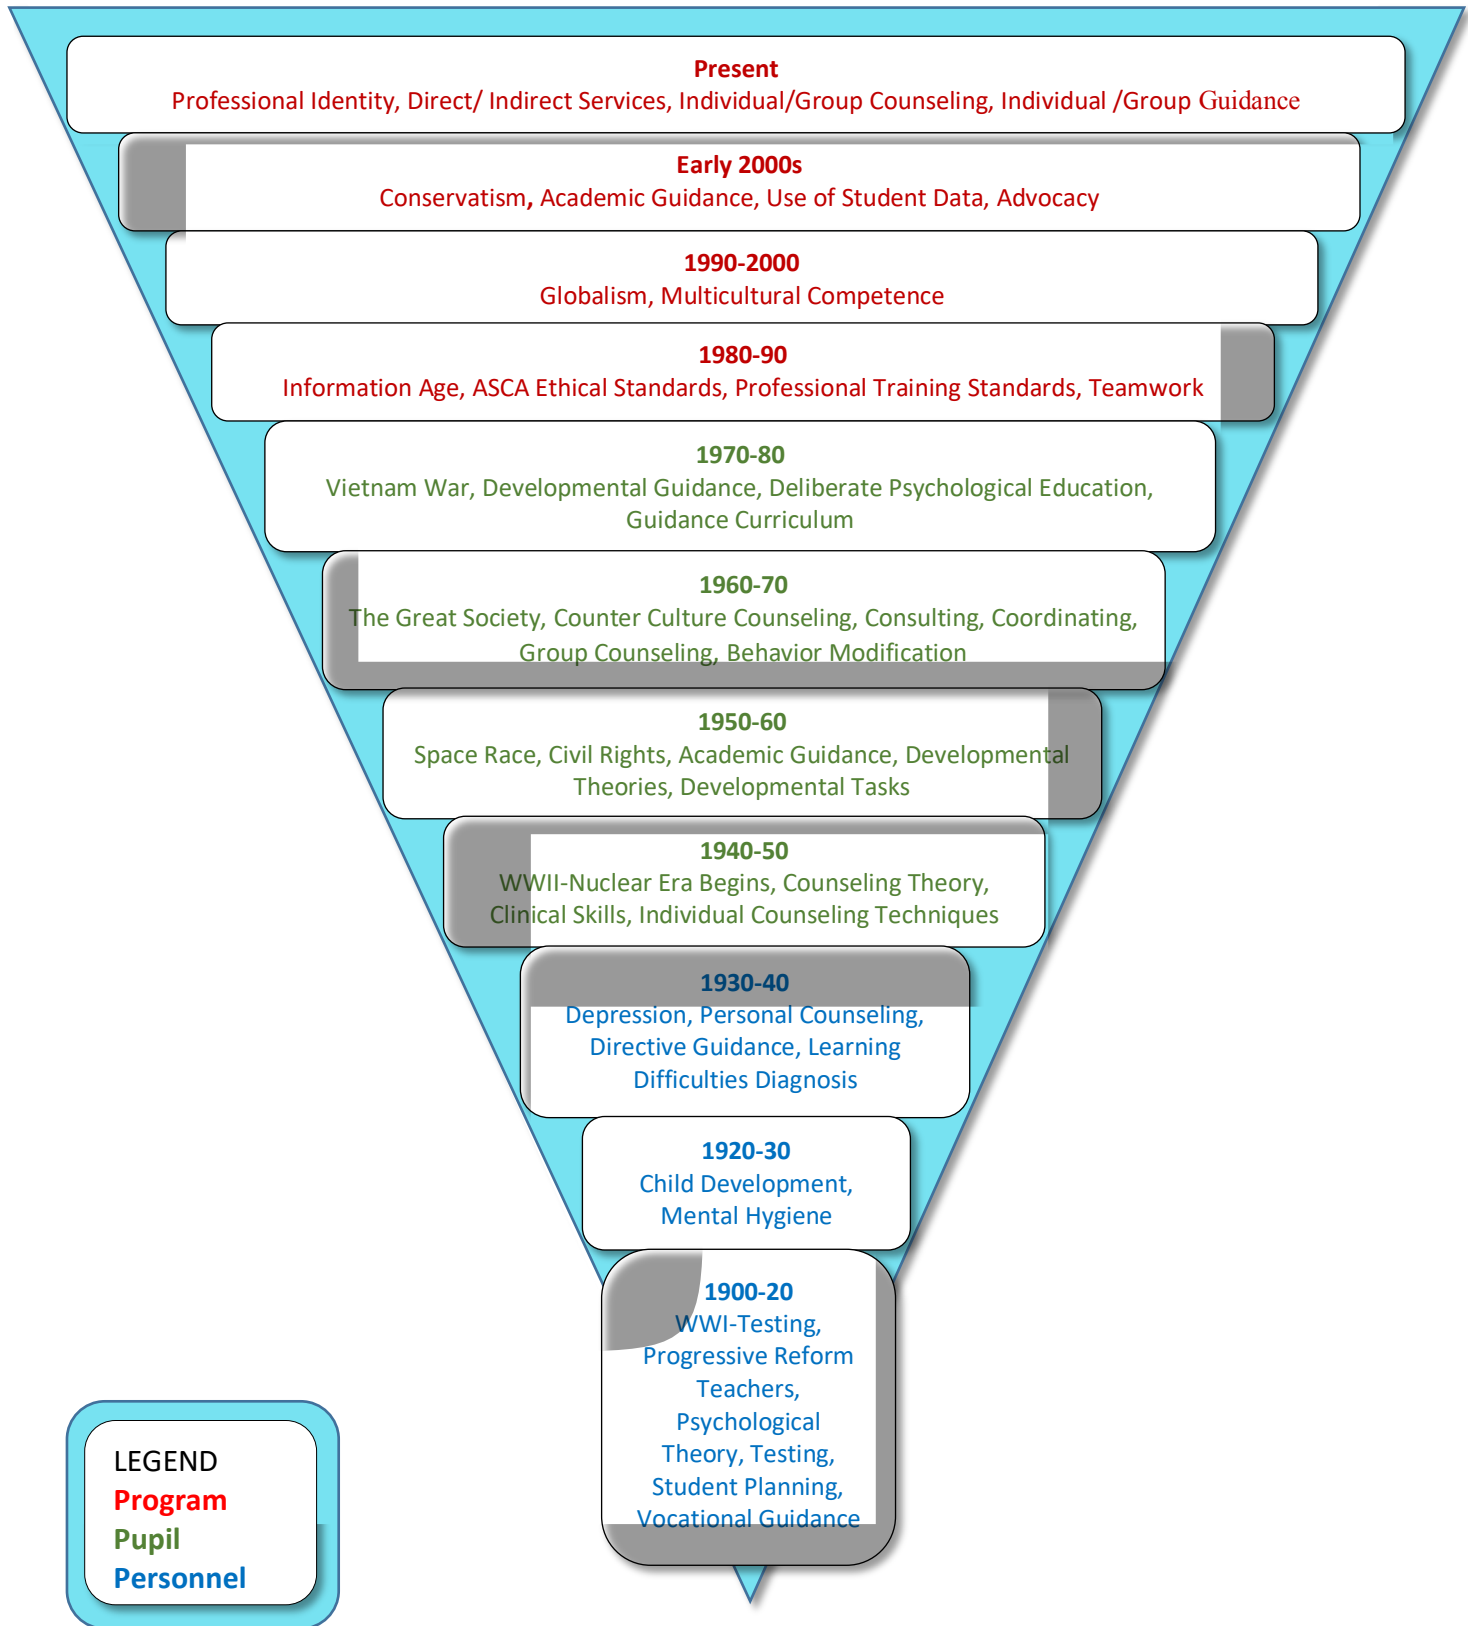 Present
Professional Identity, Direct/ Indirect Services, Individual/Group Counseling, Individual /Group Guidance
Early 2000s
Conservatism, Academic Guidance, Use of Student Data, Advocacy
1990-2000
Globalism, Multicultural Competence
1980-90
Information Age, ASCA Ethical Standards, Professional Training Standards, Teamwork
1970-80
Vietnam War, Developmental Guidance, Deliberate Psychological Education,
Guidance Curriculum
1960-70
The Great Society, Counter Culture Counseling, Consulting, Coordinating,
Group Counseling, Behavior Modification
1950-60
Space Race, Civil Rights, Academic Guidance, Developmental
Theories, Developmental Tasks
1940-50
WWII-Nuclear Era Begins, Counseling Theory,
Clinical Skills, Individual Counseling Techniques
1930-40
Depression, Personal Counseling,
Directive Guidance, Learning
Difficulties Diagnosis
1920-30
Child Development,
Mental Hygiene
1900-20
WWI-Testing,
Progressive Reform
Teachers,
Psychological
Theory, Testing,
Student Planning,
Vocational Guidance
LEGEND
Program
Pupil
Personnel